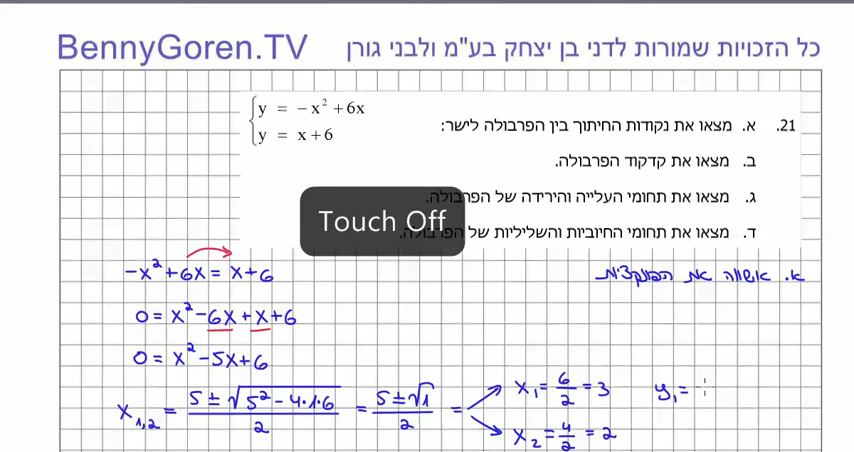 BennyGoren.TV כל הזכויות שמורות לדני בן יצחק בע"מ ולבני גורן
21. א. מצאו את נקודות החיתוך בין הפרבולה לישר:
{y = -x² + 6x
{y = x + 6
ב. מצאו את קדקוד הפרבולה.
ג. מצאו את תחומי העלייה והירידה של הפרבולה.
ד. מצאו את תחומי החיוביות והשליליות של הפרבולה.
Touch Off
א. אשווה את הפונקציות
-x² + 6x = x + 6
0 = x² - 6x + x + 6
0 = x² - 5x + 6
x₁,₂ = (5 ± √(5² - 4·1·6))/2 = (5 ± √1)/2 =
x₁ = 6/2 = 3 y₁ =
x₂ = 4/2 = 2